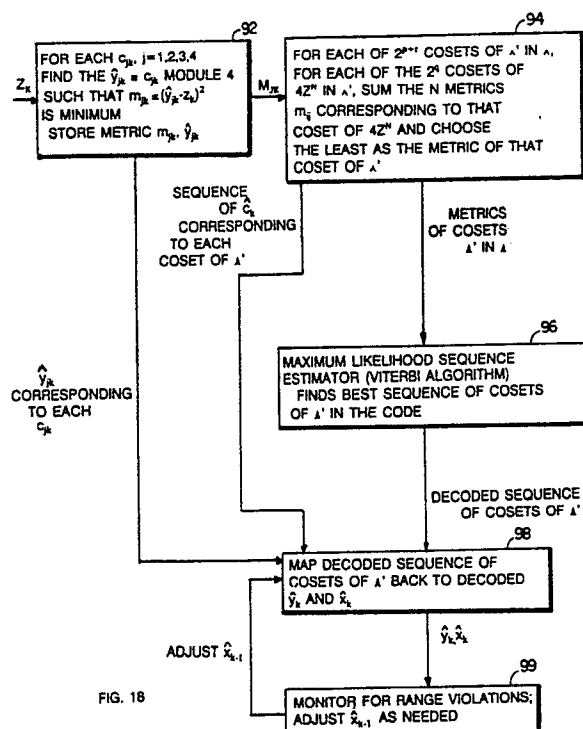 92
FOR EACH c_jk, j=1,2,3,4
FIND THE ŷ_jk ≡ c_jk MODULE 4
SUCH THAT m_jk=(ŷ_jk-z_k)²
IS MINIMUM
STORE METRIC m_jk, ŷ_jk
Z_K
M_JK
94
FOR EACH OF 2^p+r COSETS OF Λ' IN Λ,
FOR EACH OF THE 2^q COSETS OF
4Z^N IN Λ', SUM THE N METRICS
m_ij CORRESPONDING TO THAT
COSET OF 4Z^N AND CHOOSE
THE LEAST AS THE METRIC OF THAT
COSET OF Λ'
SEQUENCE
OF ĉ_k
CORRESPONDING
TO EACH
COSET OF Λ'
METRICS
OF COSETS
Λ' IN Λ
96
MAXIMUM LIKELIHOOD SEQUENCE
ESTIMATOR (VITERBI ALGORITHM)
FINDS BEST SEQUENCE OF COSETS
OF Λ' IN THE CODE
ŷ_jk
CORRESPONDING
TO EACH
c_jk
DECODED SEQUENCE
OF COSETS OF Λ'
98
MAP DECODED SEQUENCE OF
COSETS OF Λ' BACK TO DECODED
ŷ_k AND x̂_k
ADJUST x̂_k-1
ŷ_k, x̂_k
99
MONITOR FOR RANGE VIOLATIONS;
ADJUST x̂_k-1 AS NEEDED
FIG. 18